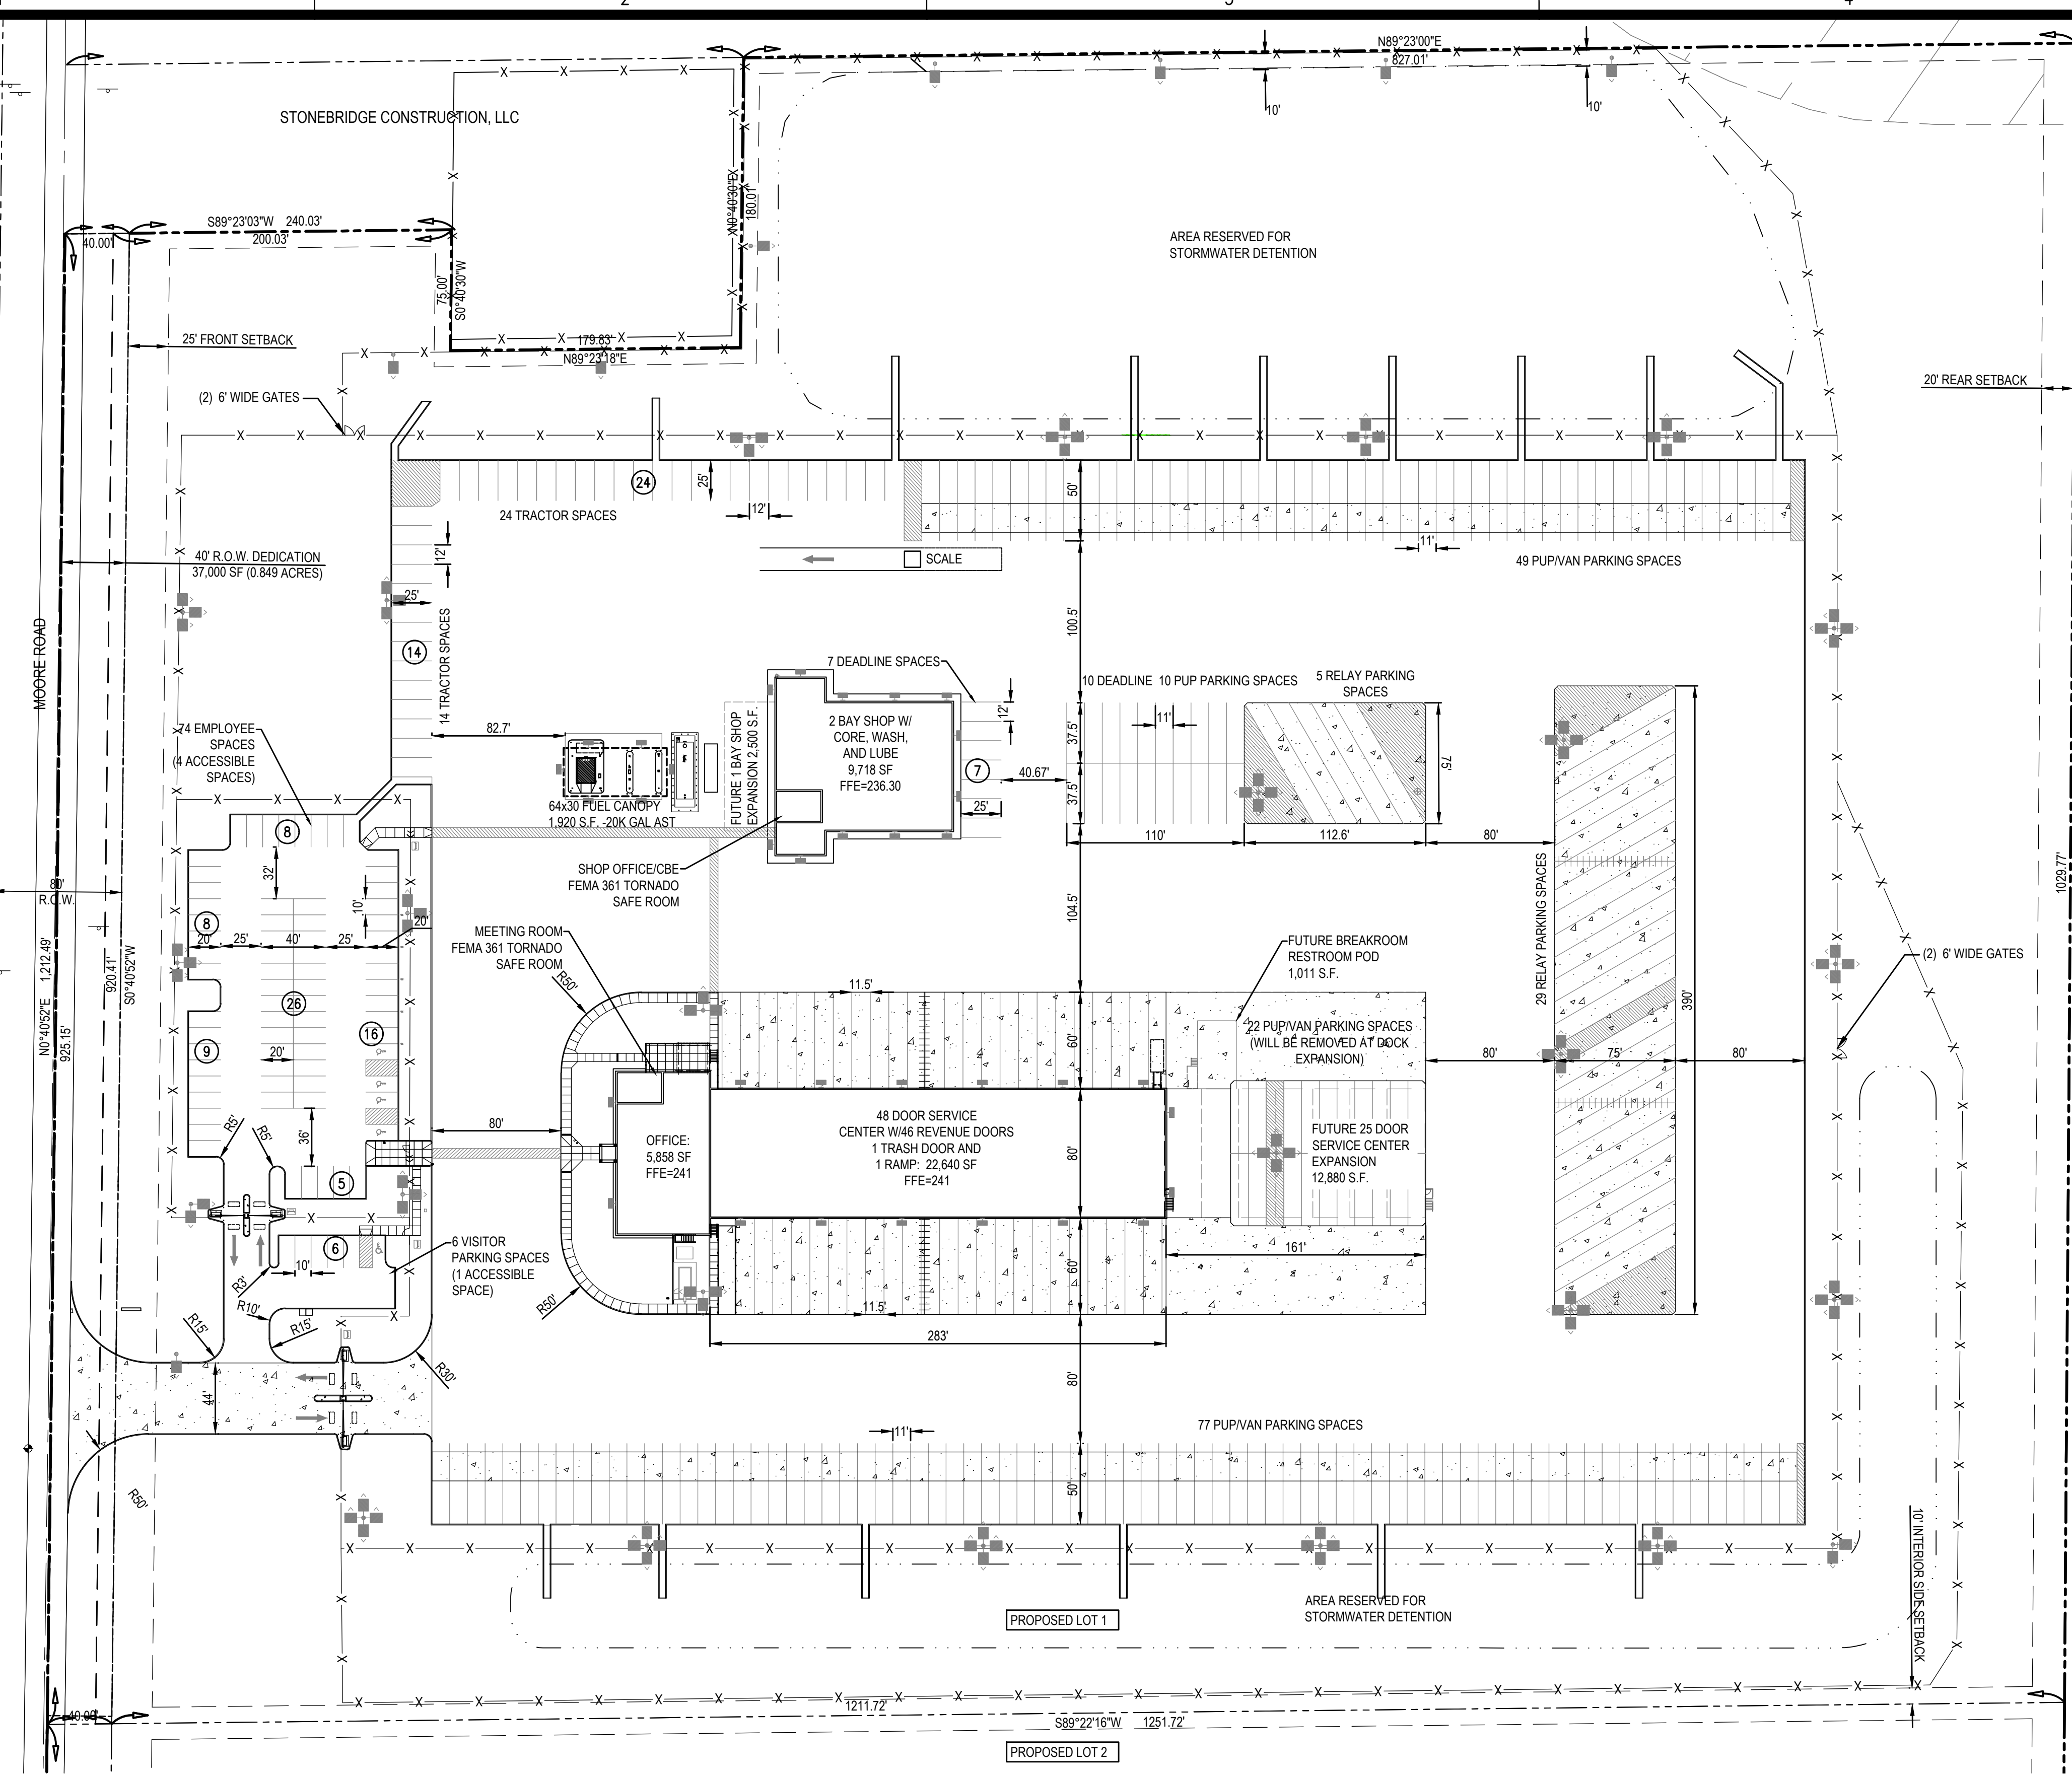 2
3
4
N89°23'00"E
827.01'
10'
10'
STONEBRIDGE CONSTRUCTION, LLC
N0°40'30"E
180.01'
S89°23'03"W 240.03'
200.03'
40.00'
75.00'
S0°40'30"W
AREA RESERVED FOR
STORMWATER DETENTION
25' FRONT SETBACK
179.83'
N89°23'18"E
20' REAR SETBACK
(2) 6' WIDE GATES
24
25'
12'
24 TRACTOR SPACES
50'
11'
49 PUP/VAN PARKING SPACES
SCALE
40' R.O.W. DEDICATION
37,000 SF (0.849 ACRES)
12'
25'
14
14 TRACTOR SPACES
100.5'
MOORE ROAD
7 DEADLINE SPACES
10 DEADLINE 10 PUP PARKING SPACES
5 RELAY PARKING
SPACES
74 EMPLOYEE
SPACES
(4 ACCESSIBLE
SPACES)
82.7'
FUTURE 1 BAY SHOP
EXPANSION 2,500 S.F.
2 BAY SHOP W/
CORE, WASH,
AND LUBE
9,718 SF
FFE=236.30
12'
7
25'
40.67'
11'
37.5'
37.5'
75'
64x30 FUEL CANOPY
1,920 S.F. -20K GAL AST
110'
112.6'
80'
SHOP OFFICE/CBE
FEMA 361 TORNADO
SAFE ROOM
29 RELAY PARKING SPACES
1029.77'
8
32'
10'
80'
R.O.W.
8
20'
25'
40'
25'
20'
104.5'
MEETING ROOM
FEMA 361 TORNADO
SAFE ROOM
FUTURE BREAKROOM
RESTROOM POD
1,011 S.F.
(2) 6' WIDE GATES
N0°40'52"E 1,212.49'
925.15'
920.41'
S0°40'52"W
R50'
11.5'
26
16
9
20'
390'
60'
22 PUP/VAN PARKING SPACES
(WILL BE REMOVED AT DOCK
EXPANSION)
80'
75'
80'
R5'
R5'
36'
80'
OFFICE:
5,858 SF
FFE=241
48 DOOR SERVICE
CENTER W/46 REVENUE DOORS
1 TRASH DOOR AND
1 RAMP: 22,640 SF
FFE=241
80'
FUTURE 25 DOOR
SERVICE CENTER
EXPANSION
12,880 S.F.
5
6
10'
6 VISITOR
PARKING SPACES
(1 ACCESSIBLE
SPACE)
R3'
R10'
R15'
R15'
R50'
11.5'
60'
161'
283'
R30'
44'
80'
77 PUP/VAN PARKING SPACES
11'
50'
R50'
AREA RESERVED FOR
STORMWATER DETENTION
PROPOSED LOT 1
10' INTERIOR SIDE SETBACK
1211.72'
40.00'
S89°22'16"W 1251.72'
PROPOSED LOT 2